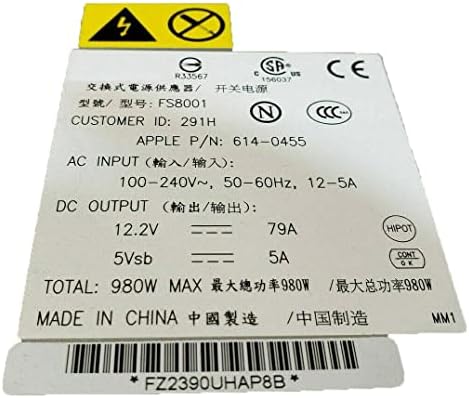 R33567
C US
156037
交換式電源供應器/ 开关电源
型號/ 型号: FS8001
CUSTOMER ID: 291H
N
CCC
APPLE P/N: 614-0455
AC INPUT (輸入/输入):
100-240V~, 50-60Hz, 12-5A
DC OUTPUT (輸出/输出):
12.2V 79A
HIPOT
5Vsb 5A
CONT
OK
TOTAL: 980W MAX 最大總功率980W /最大总功率980W
MADE IN CHINA 中國製造 /中国制造
MM1
*FZ2390UHAP8B*